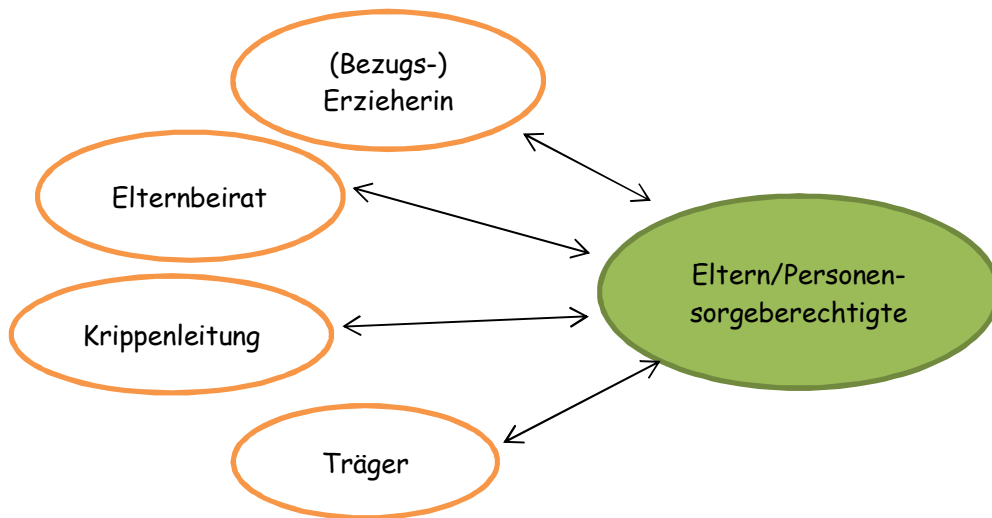 (Bezugs-)
Erzieherin
Elternbeirat
Eltern/Personen-
sorgeberechtigte
Krippenleitung
Träger